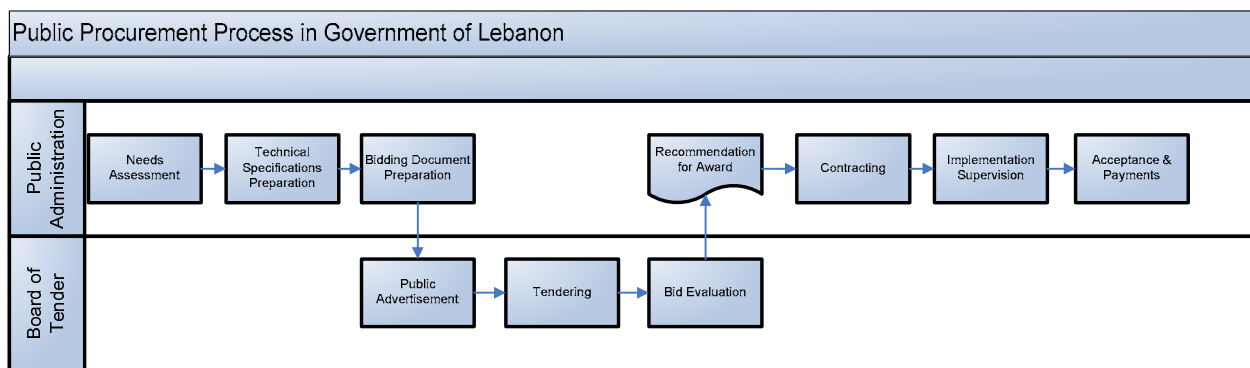 Public Procurement Process in Government of Lebanon
Public
Administration
Needs
Assessment
Technical
Specifications
Preparation
Bidding Document
Preparation
Recommendation
for Award
Contracting
Implementation
Supervision
Acceptance &
Payments
Board of
Tender
Public
Advertisement
Tendering
Bid Evaluation